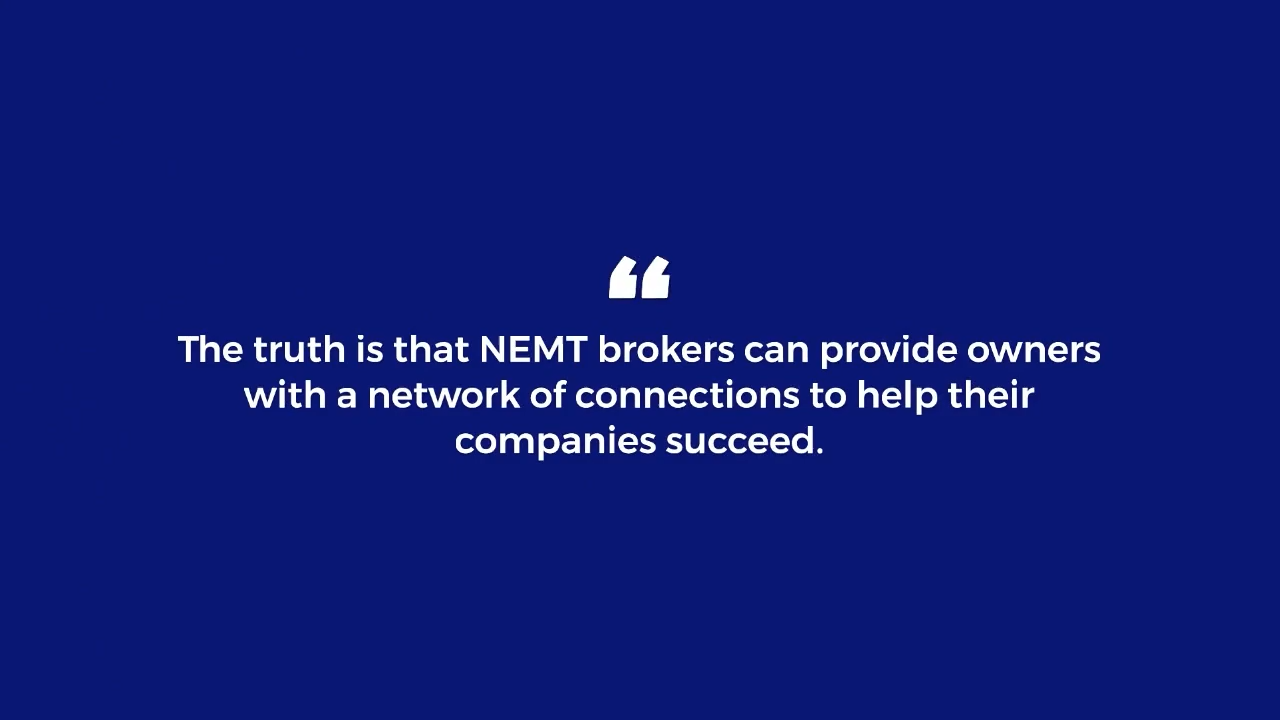 “
The truth is that NEMT brokers can provide owners
with a network of connections to help their
companies succeed.